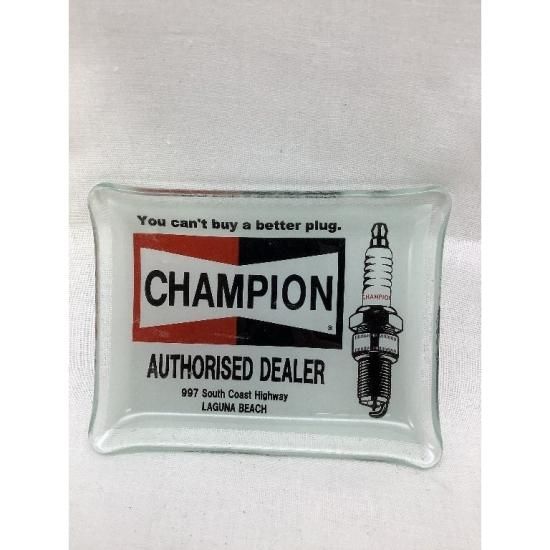 You can't buy a better plug.
CHAMPION
®
CHAMPION
AUTHORISED DEALER
997 South Coast Highway
LAGUNA BEACH